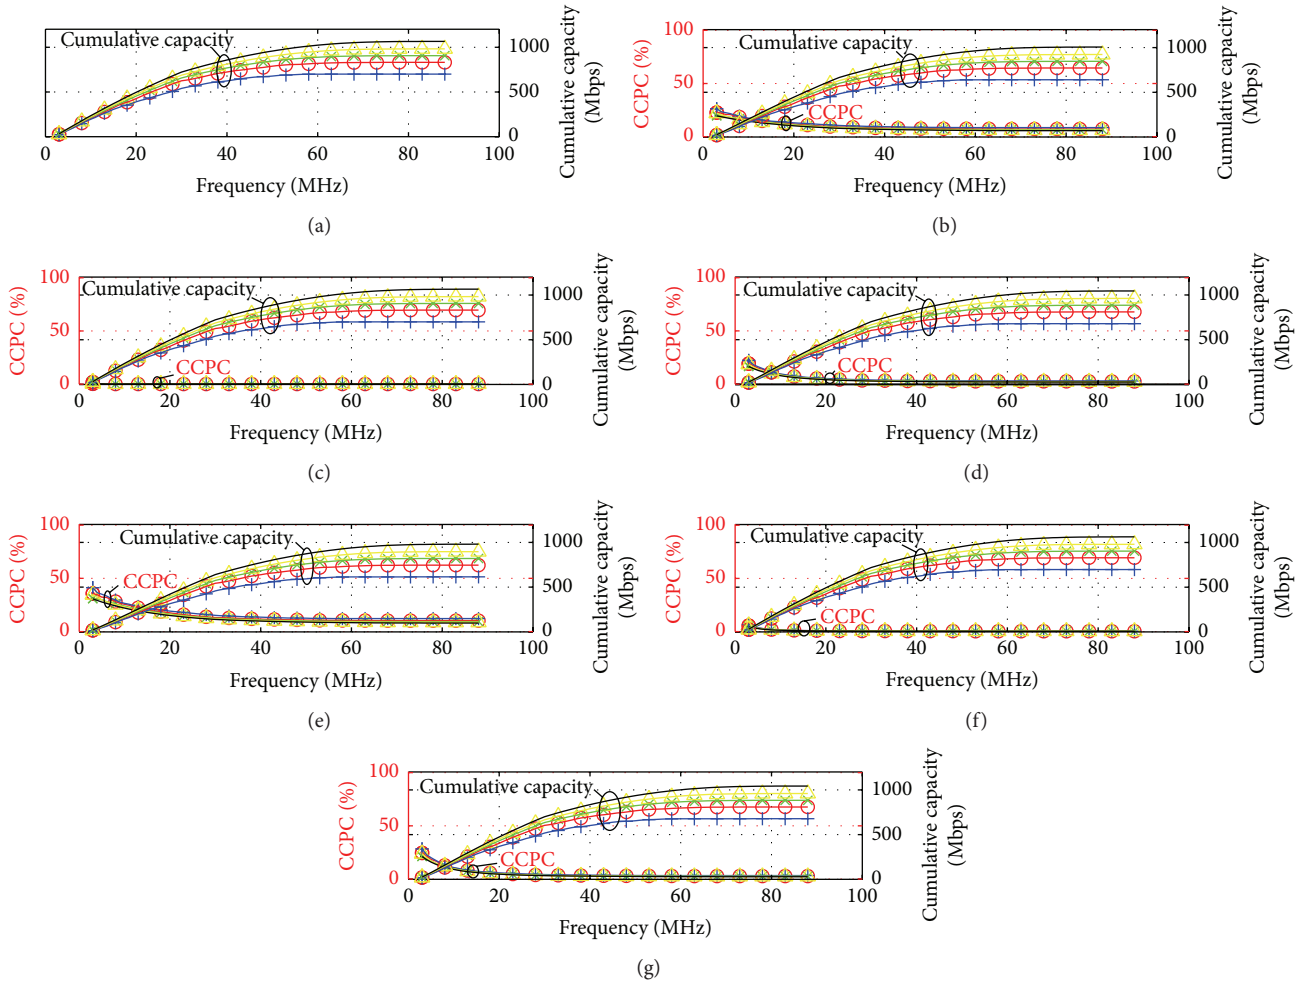 Cumulative capacity
1000
500
0
Cumulative capacity
(Mbps)
0 20 40 60 80 100
Frequency (MHz)
(a)
CCPC (%)
100
50
0
Cumulative capacity
CCPC
1000
500
0
Cumulative capacity
(Mbps)
0 20 40 60 80 100
Frequency (MHz)
(b)
CCPC (%)
100
50
0
Cumulative capacity
CCPC
1000
500
0
Cumulative capacity
(Mbps)
0 20 40 60 80 100
Frequency (MHz)
(c)
CCPC (%)
100
50
0
Cumulative capacity
CCPC
1000
500
0
Cumulative capacity
(Mbps)
0 20 40 60 80 100
Frequency (MHz)
(d)
CCPC (%)
100
50
0
Cumulative capacity
CCPC
1000
500
0
Cumulative capacity
(Mbps)
0 20 40 60 80 100
Frequency (MHz)
(e)
CCPC (%)
100
50
0
Cumulative capacity
CCPC
1000
500
0
Cumulative capacity
(Mbps)
0 20 40 60 80 100
Frequency (MHz)
(f)
CCPC (%)
100
50
0
Cumulative capacity
CCPC
1000
500
0
Cumulative capacity
(Mbps)
0 20 40 60 80 100
Frequency (MHz)
(g)